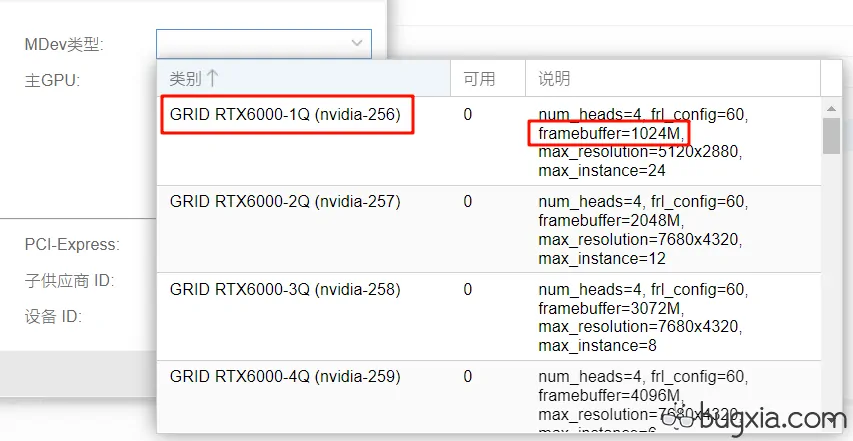 MDev类型:
主GPU:
类别 可用 说明
GRID RTX6000-1Q (nvidia-256) 0 num_heads=4, frl_config=60,
framebuffer=1024M,
max_resolution=5120x2880,
max_instance=24
GRID RTX6000-2Q (nvidia-257) 0 num_heads=4, frl_config=60,
framebuffer=2048M,
max_resolution=7680x4320,
max_instance=12
PCI-Express:
子供应商 ID:
设备 ID:
GRID RTX6000-3Q (nvidia-258) 0 num_heads=4, frl_config=60,
framebuffer=3072M,
max_resolution=7680x4320,
max_instance=8
GRID RTX6000-4Q (nvidia-259) 0 num_heads=4, frl_config=60,
framebuffer=4096M,
max_resolution=7680x4320,
max_instance=6
bugxia.com